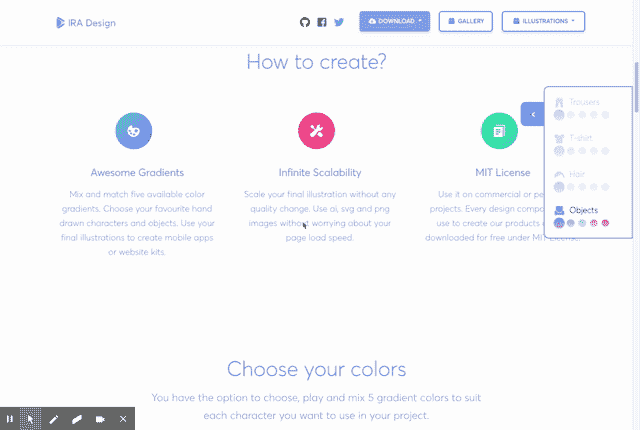 IRA Design
DOWNLOAD
GALLERY
ILLUSTRATIONS
How to create?
Trousers
T-shirt
Hair
Objects
Awesome Gradients
Mix and match five available color
gradients. Choose your favourite hand
drawn characters and objects. Use your
final illustrations to create mobile apps
or website kits.
Infinite Scalability
Scale your final illustration without any
quality change. Use ai, svg and png
images without worrying about your
page load speed.
MIT License
Use it on commercial or pe
projects. Every design compo
use to create our products
downloaded for free under MIT License.
Choose your colors
You have the option to choose, play and mix 5 gradient colors to suit
each character you want to use in your project.